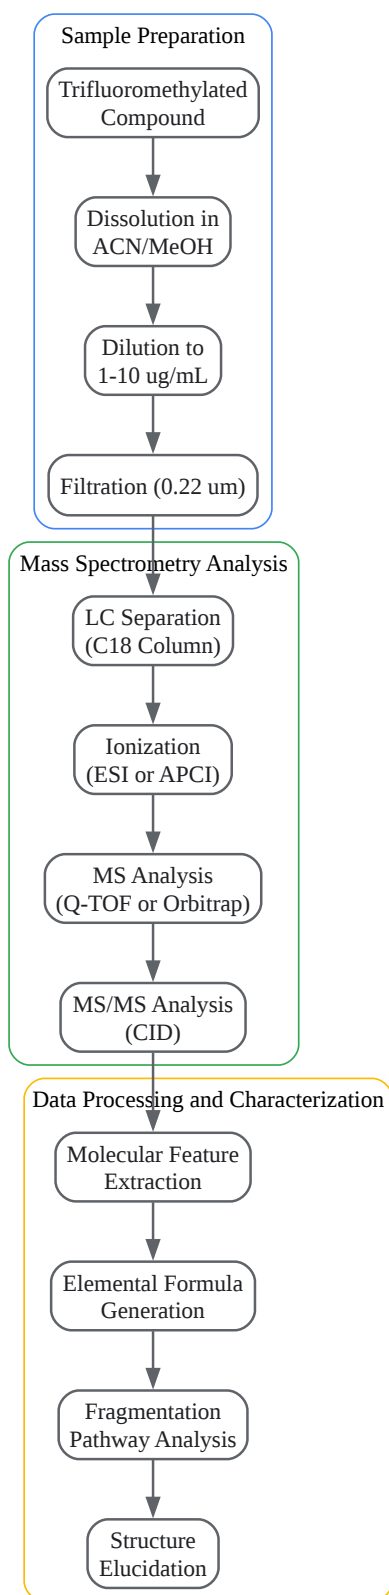 Sample Preparation
Trifluoromethylated
Compound
Dissolution in
ACN/MeOH
Dilution to
1-10 ug/mL
Filtration (0.22 um)
Mass Spectrometry Analysis
LC Separation
(C18 Column)
Ionization
(ESI or APCI)
MS Analysis
(Q-TOF or Orbitrap)
MS/MS Analysis
(CID)
Data Processing and Characterization
Molecular Feature
Extraction
Elemental Formula
Generation
Fragmentation
Pathway Analysis
Structure
Elucidation